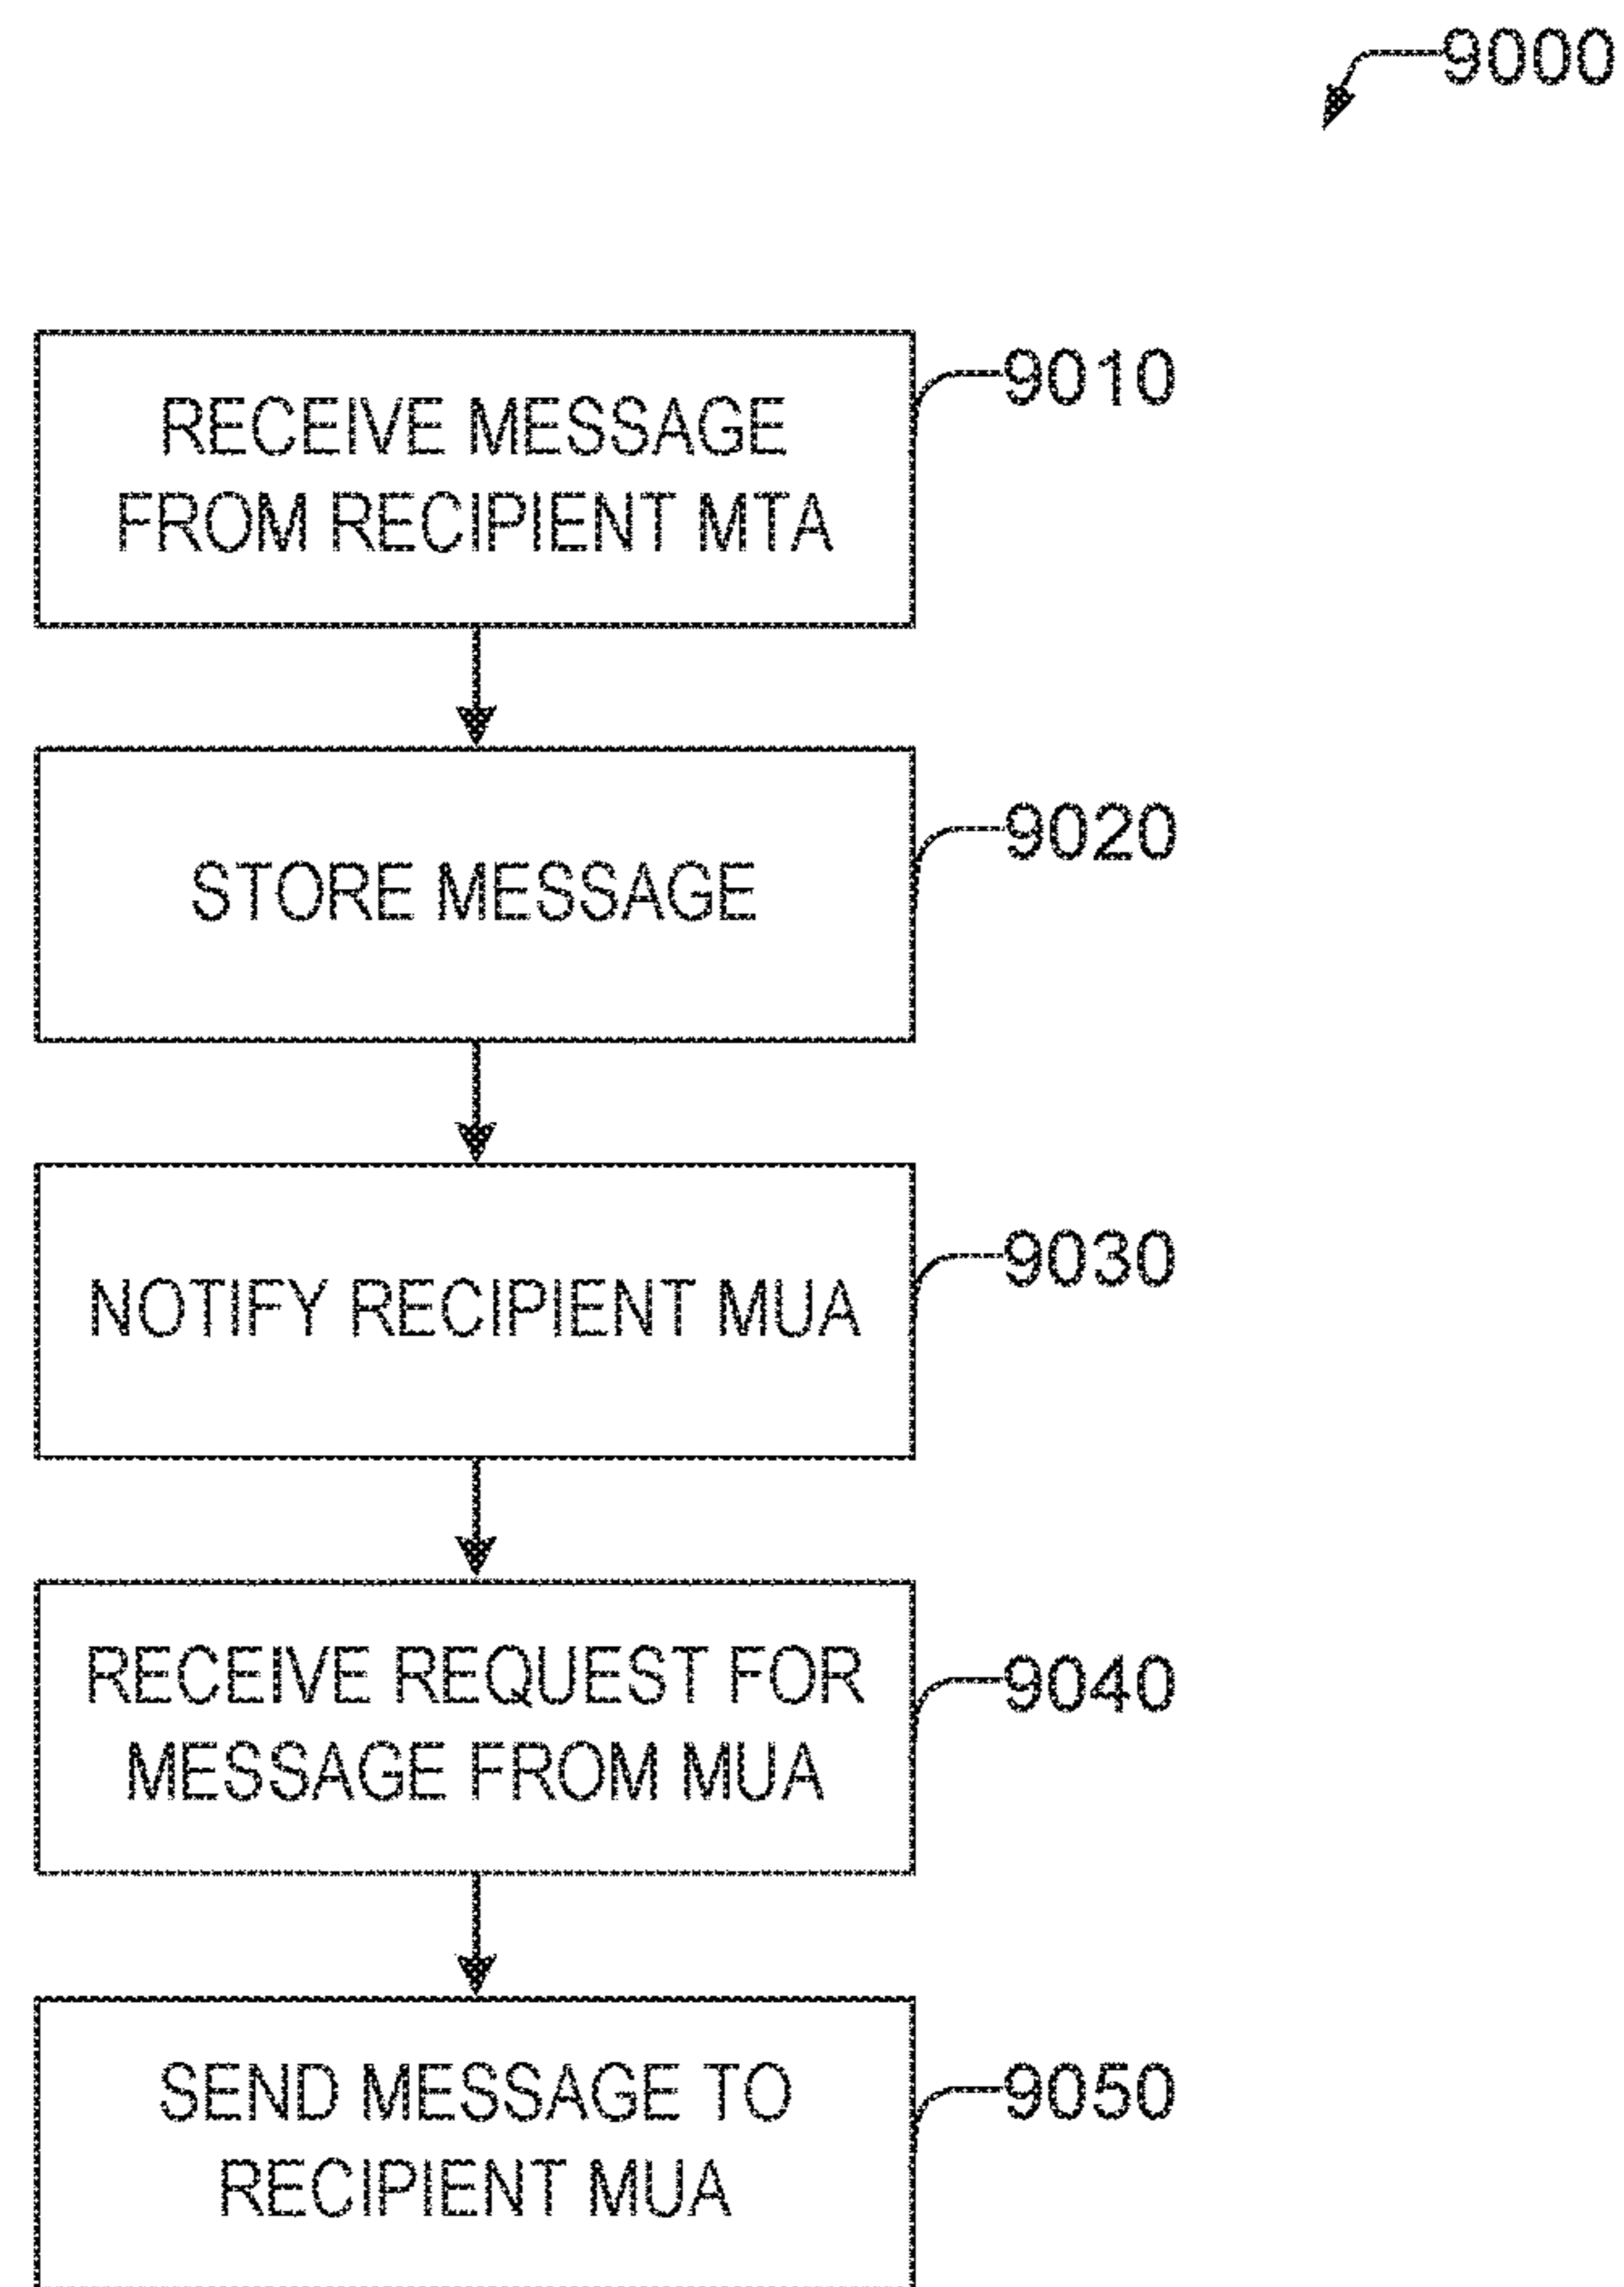 9000
RECEIVE MESSAGE
FROM RECIPIENT MTA
9010
STORE MESSAGE
9020
NOTIFY RECIPIENT MUA
9030
RECEIVE REQUEST FOR
MESSAGE FROM MUA
9040
SEND MESSAGE TO
RECIPIENT MUA
9050